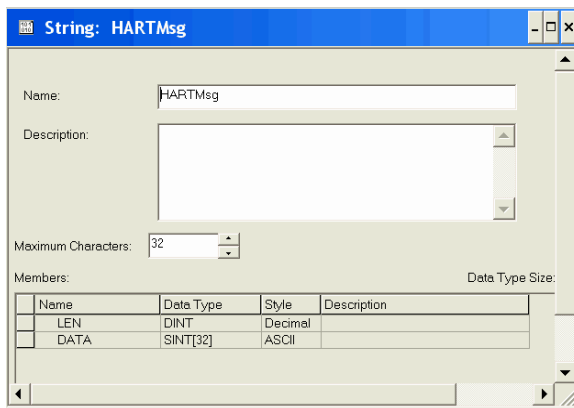 String: HARTMsg
Name: HARTMsg
Description:
Maximum Characters: 32
Members: Data Type Size:
Name Data Type Style Description
LEN DINT Decimal
DATA SINT[32] ASCII